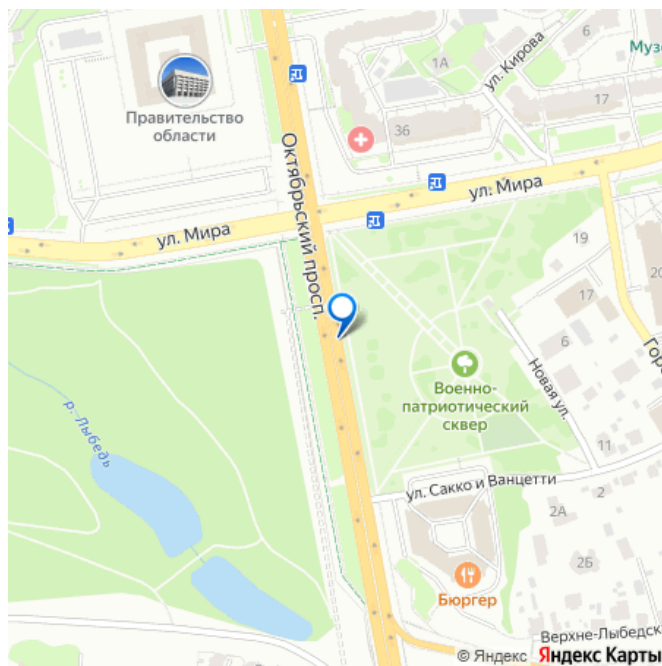 6
1А
ул. Кирова
Музе
17
Правительство
области
36
Октябрьский просп.
ул. Мира
ул. Мира
19
17
20
6
Новая ул.
Горо
Военно-
патриотический
сквер
р. Лыбедь
11
ул. Сакко и Ванцетти
2
2А
2Б
Бюргер
Верхне-Лыбедск
© Яндекс Яндекс Карты